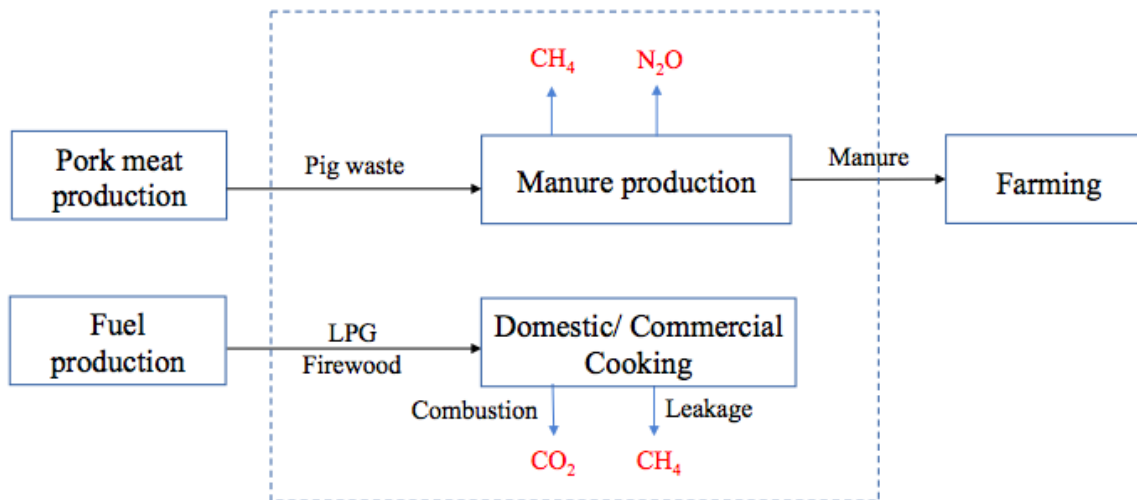 CH₄
N₂O
Pork meat
production
Pig waste
Manure production
Manure
Farming
Fuel
production
LPG
Firewood
Domestic/ Commercial
Cooking
Combustion
Leakage
CO₂
CH₄